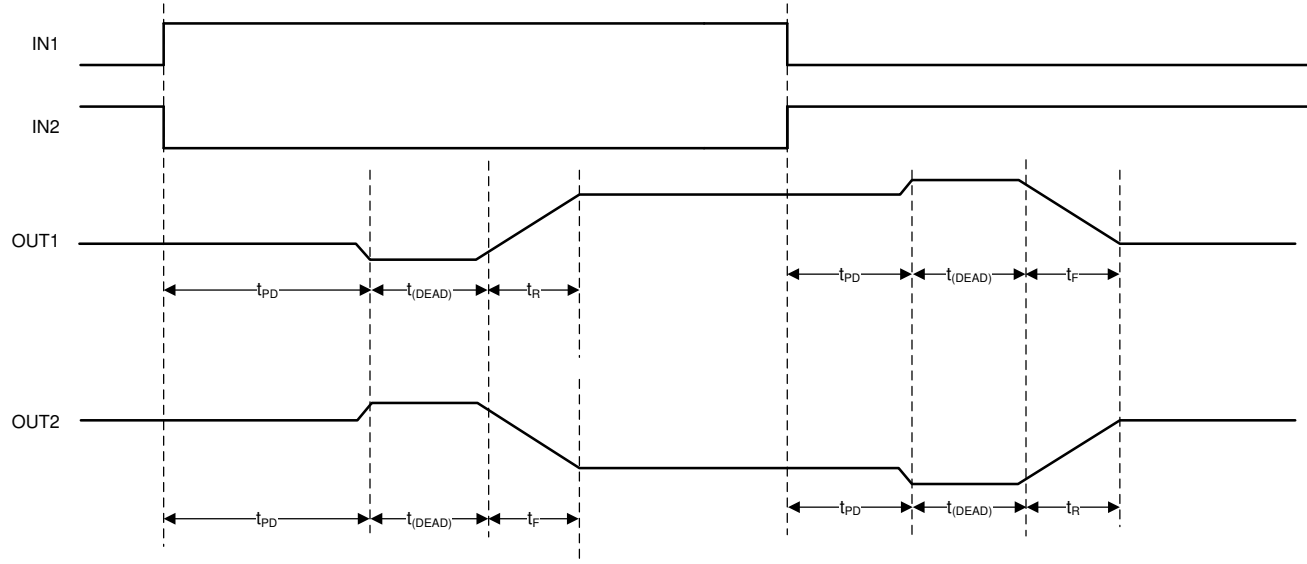 IN1
IN2
OUT1
tPD t(DEAD) tR tPD t(DEAD) tF
OUT2
tPD t(DEAD) tF tPD t(DEAD) tR